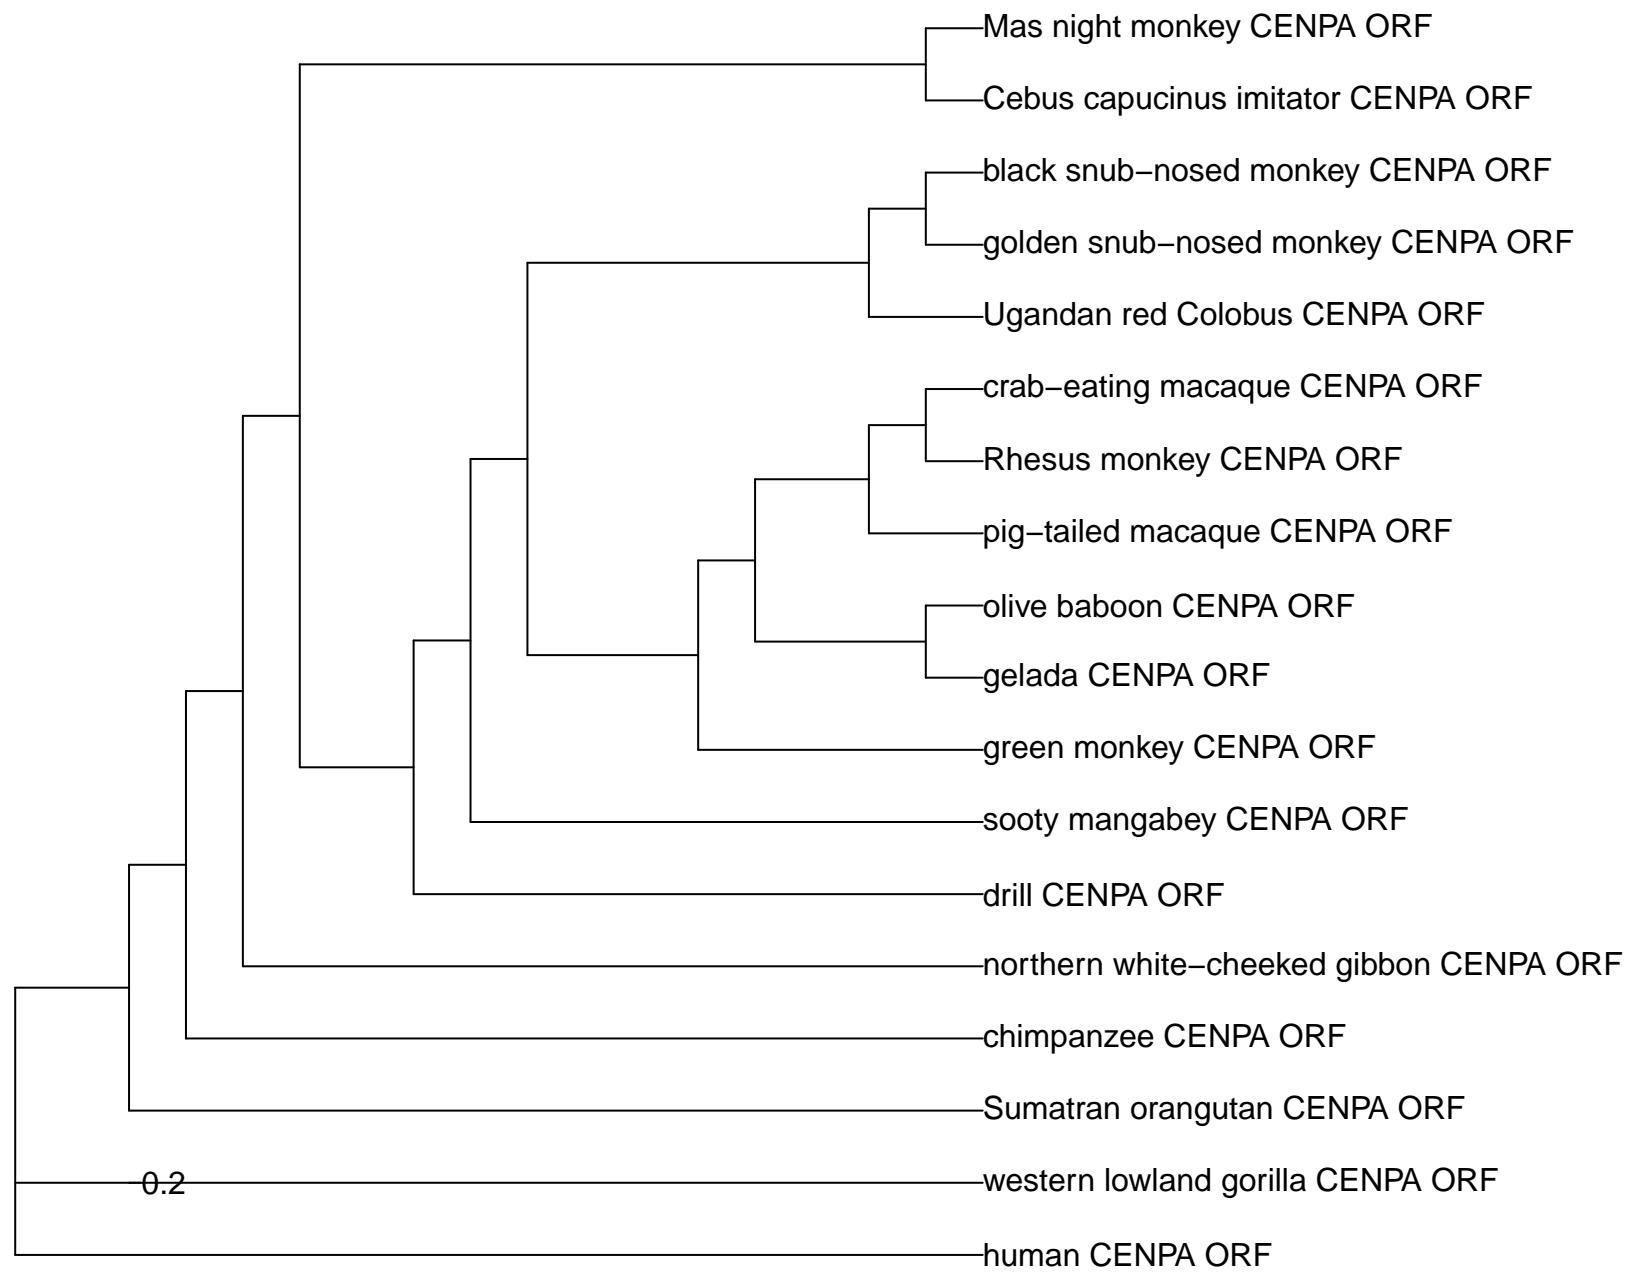 Mas night monkey CENPA ORF
Cebus capucinus imitator CENPA ORF
black snub−nosed monkey CENPA ORF
golden snub−nosed monkey CENPA ORF
Ugandan red Colobus CENPA ORF
crab−eating macaque CENPA ORF
Rhesus monkey CENPA ORF
pig−tailed macaque CENPA ORF
olive baboon CENPA ORF
gelada CENPA ORF
green monkey CENPA ORF
sooty mangabey CENPA ORF
drill CENPA ORF
northern white−cheeked gibbon CENPA ORF
chimpanzee CENPA ORF
Sumatran orangutan CENPA ORF
0.2
western lowland gorilla CENPA ORF
human CENPA ORF